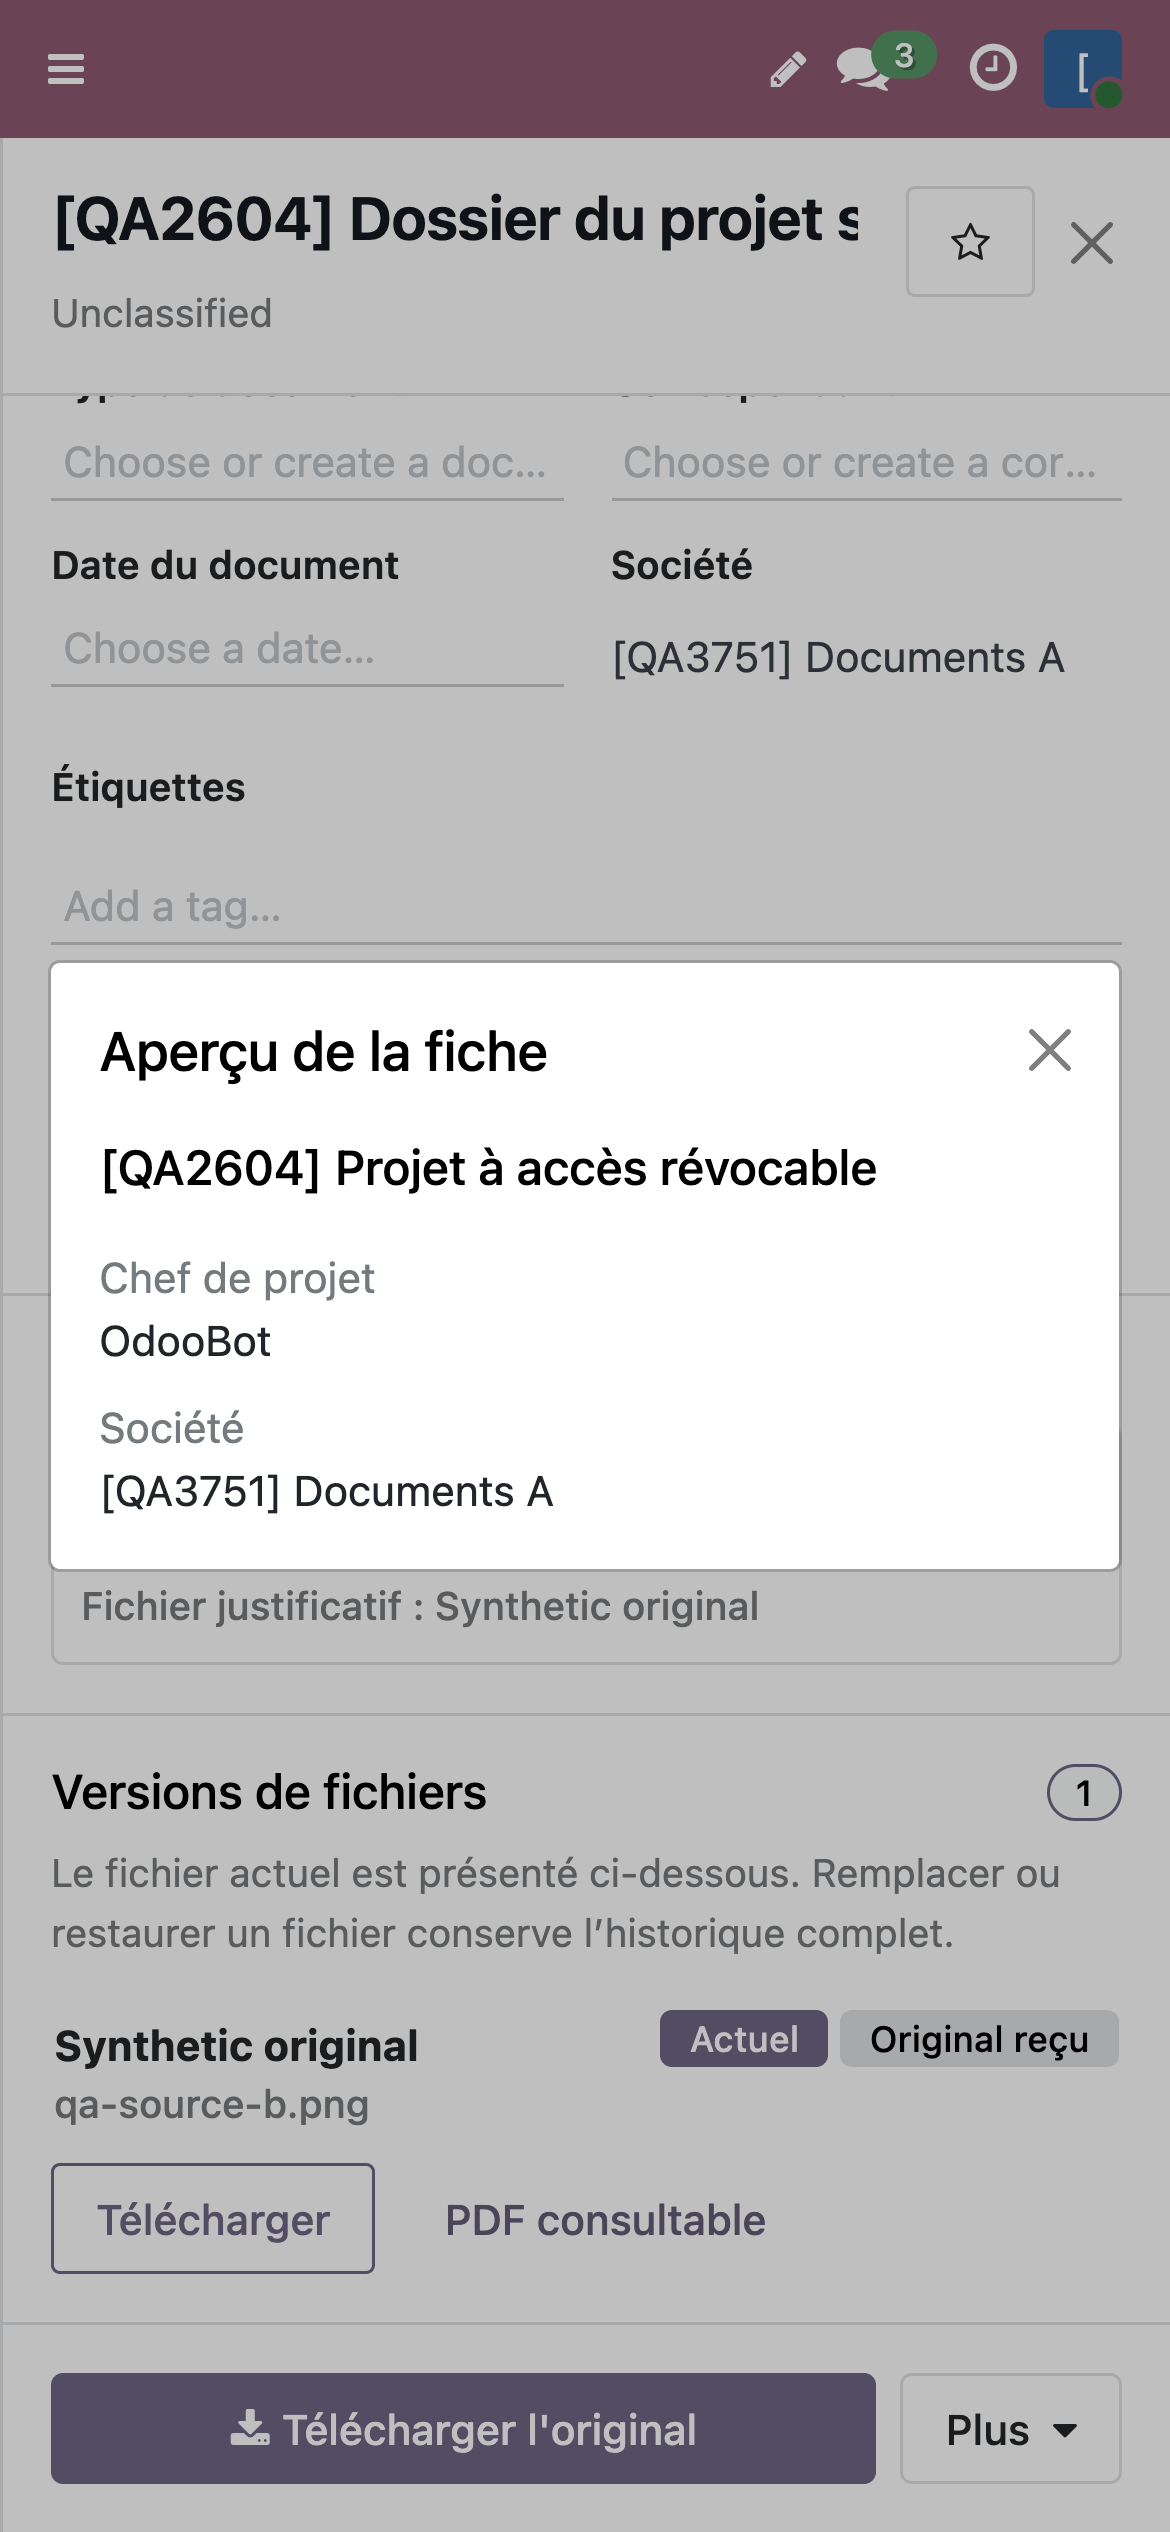 3
[
[QA2604] Dossier du projet s
Unclassified
Choose or create a doc...
Choose or create a cor...
Date du document
Société
Choose a date...
[QA3751] Documents A
Étiquettes
Add a tag...
Aperçu de la fiche
[QA2604] Projet à accès révocable
Chef de projet
OdooBot
Société
[QA3751] Documents A
Fichier justificatif : Synthetic original
Versions de fichiers
1
Le fichier actuel est présenté ci-dessous. Remplacer ou
restaurer un fichier conserve l’historique complet.
Synthetic original
Actuel
Original reçu
qa-source-b.png
Télécharger
PDF consultable
Télécharger l'original
Plus